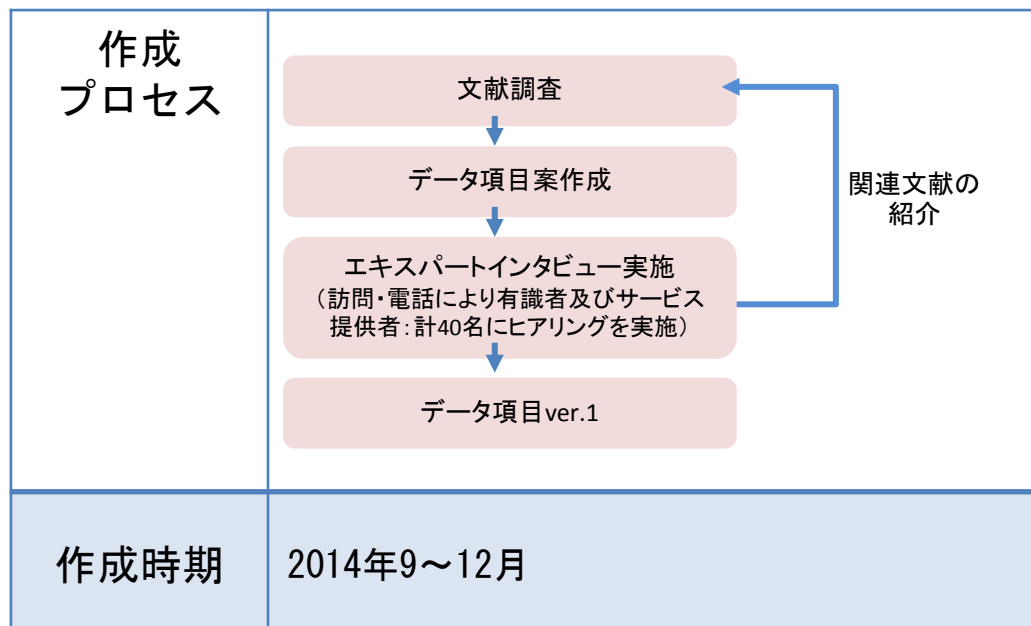 作成
プロセス
文献調査
データ項目案作成
エキスパートインタビュー実施
（訪問・電話により有識者及びサービス
提供者：計40名にヒアリングを実施）
データ項目ver.1
関連文献の
紹介
作成時期
2014年9～12月